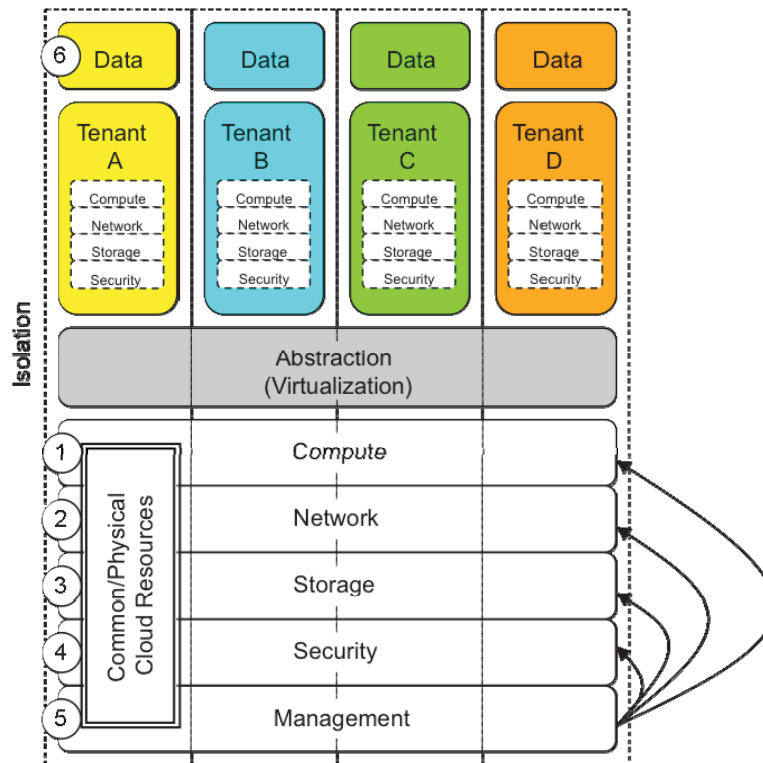 6
Data
Data
Data
Data
Tenant
A
Compute
Network
Storage
Security
Tenant
B
Compute
Network
Storage
Security
Tenant
C
Compute
Network
Storage
Security
Tenant
D
Compute
Network
Storage
Security
Isolation
Abstraction
(Virtualization)
Common/Physical
Cloud Resources
1
Compute
2
Network
3
Storage
4
Security
5
Management